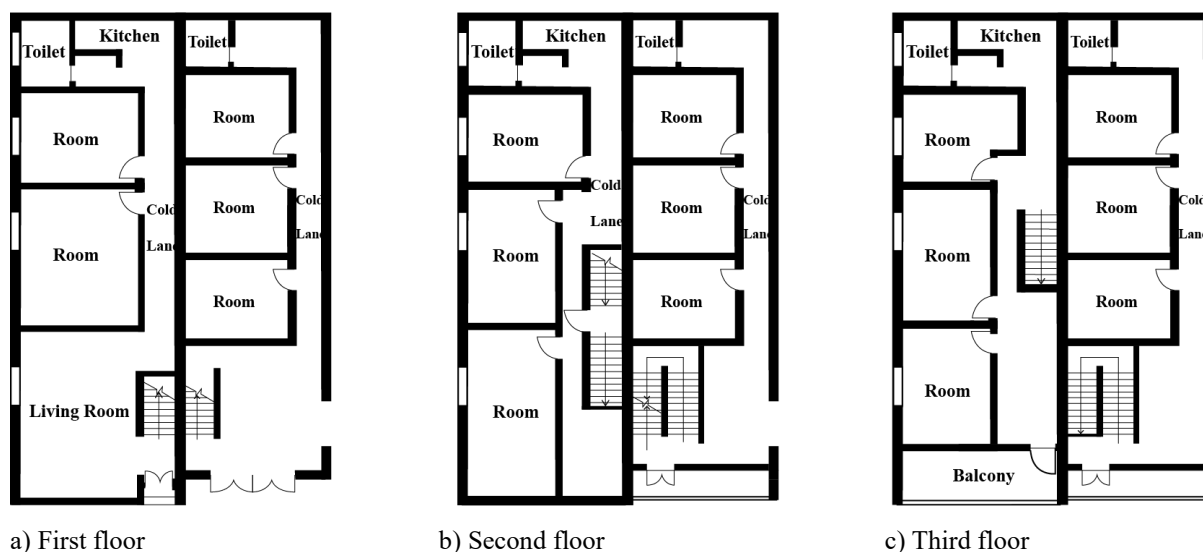 Kitchen
Toilet
Toilet
Room
Room
Room
Room
Room
Cold
Lane
Cold
Lane
Living Room
a) First floor
Kitchen
Toilet
Toilet
Room
Room
Room
Room
Room
Room
Cold
Lane
Cold
Lane
b) Second floor
Kitchen
Toilet
Toilet
Room
Room
Room
Room
Room
Room
Cold
Lane
Balcony
c) Third floor